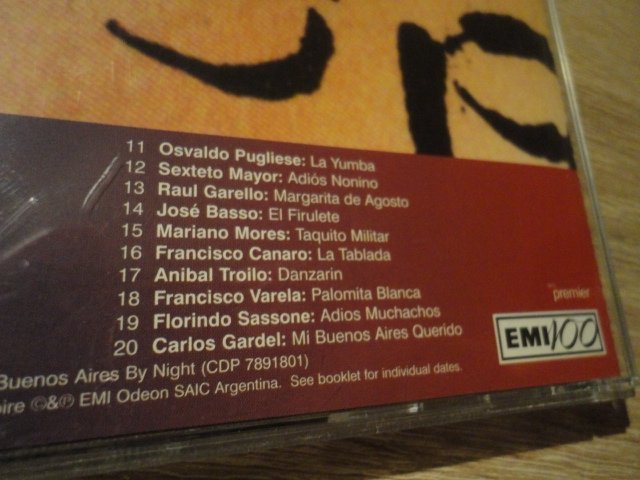 11 Osvaldo Pugliese: La Yumba
12 Sexteto Mayor: Adiós Nonino
13 Raul Garello: Margarita de Agosto
14 José Basso: El Firulete
15 Mariano Mores: Taquito Militar
16 Francisco Canaro: La Tablada
17 Anibal Troilo: Danzarin
18 Francisco Varela: Palomita Blanca
19 Florindo Sassone: Adios Muchachos
20 Carlos Gardel: Mi Buenos Aires Querido
Buenos Aires By Night (CDP 7891801)
©&℗ EMI Odeon SAIC Argentina. See booklet for individual dates.
premier
EMI 100